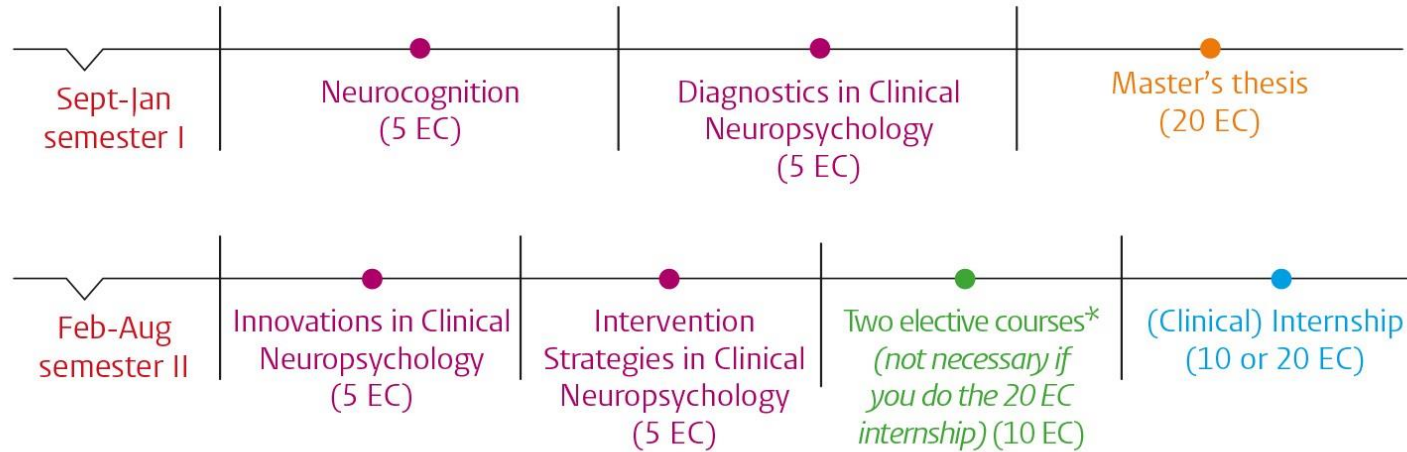 Sept-Jan
semester I
Neurocognition
(5 EC)
Diagnostics in Clinical
Neuropsychology
(5 EC)
Master's thesis
(20 EC)
Feb-Aug
semester II
Innovations in Clinical
Neuropsychology
(5 EC)
Intervention
Strategies in Clinical
Neuropsychology
(5 EC)
Two elective courses*
(not necessary if
you do the 20 EC
internship) (10 EC)
(Clinical) Internship
(10 or 20 EC)